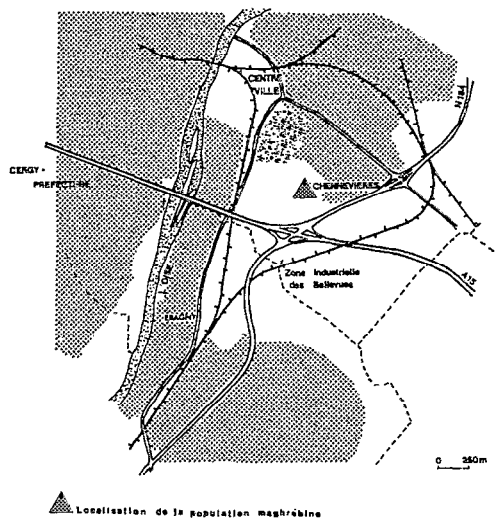 CENTRE
VILLE
N 184
CERGY-
PREFECTURE
CHENNEVIERES
L'OISE
Zone Industrielle
des Bellevues
A 15
ERAGNY
0 250m
Localisation de la population maghrébine